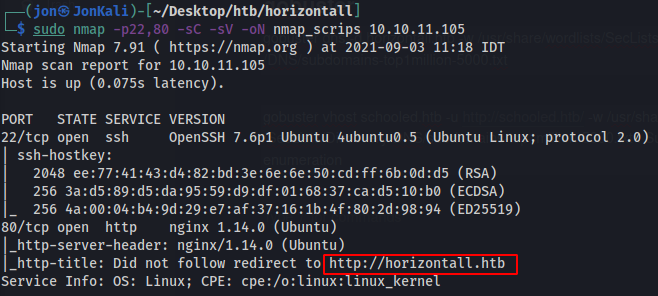 (jon㉿JonKali)-[~/Desktop/htb/horizontall]
$ sudo nmap -p22,80 -sC -sV -oN nmap_scrips 10.10.11.105
Starting Nmap 7.91 ( https://nmap.org ) at 2021-09-03 11:18 IDT
Nmap scan report for 10.10.11.105
Host is up (0.075s latency).
PORT   STATE SERVICE VERSION
22/tcp open  ssh     OpenSSH 7.6p1 Ubuntu 4ubuntu0.5 (Ubuntu Linux; protocol 2.0)
| ssh-hostkey:
|   2048 ee:77:41:43:d4:82:bd:3e:6e:6e:50:cd:ff:6b:0d:d5 (RSA)
|   256 3a:d5:89:d5:da:95:59:d9:df:01:68:37:ca:d5:10:b0 (ECDSA)
|_  256 4a:00:04:b4:9d:29:e7:af:37:16:1b:4f:80:2d:98:94 (ED25519)
80/tcp open  http    nginx 1.14.0 (Ubuntu)
|_http-server-header: nginx/1.14.0 (Ubuntu)
|_http-title: Did not follow redirect to http://horizontall.htb
Service Info: OS: Linux; CPE: cpe:/o:linux:linux_kernel